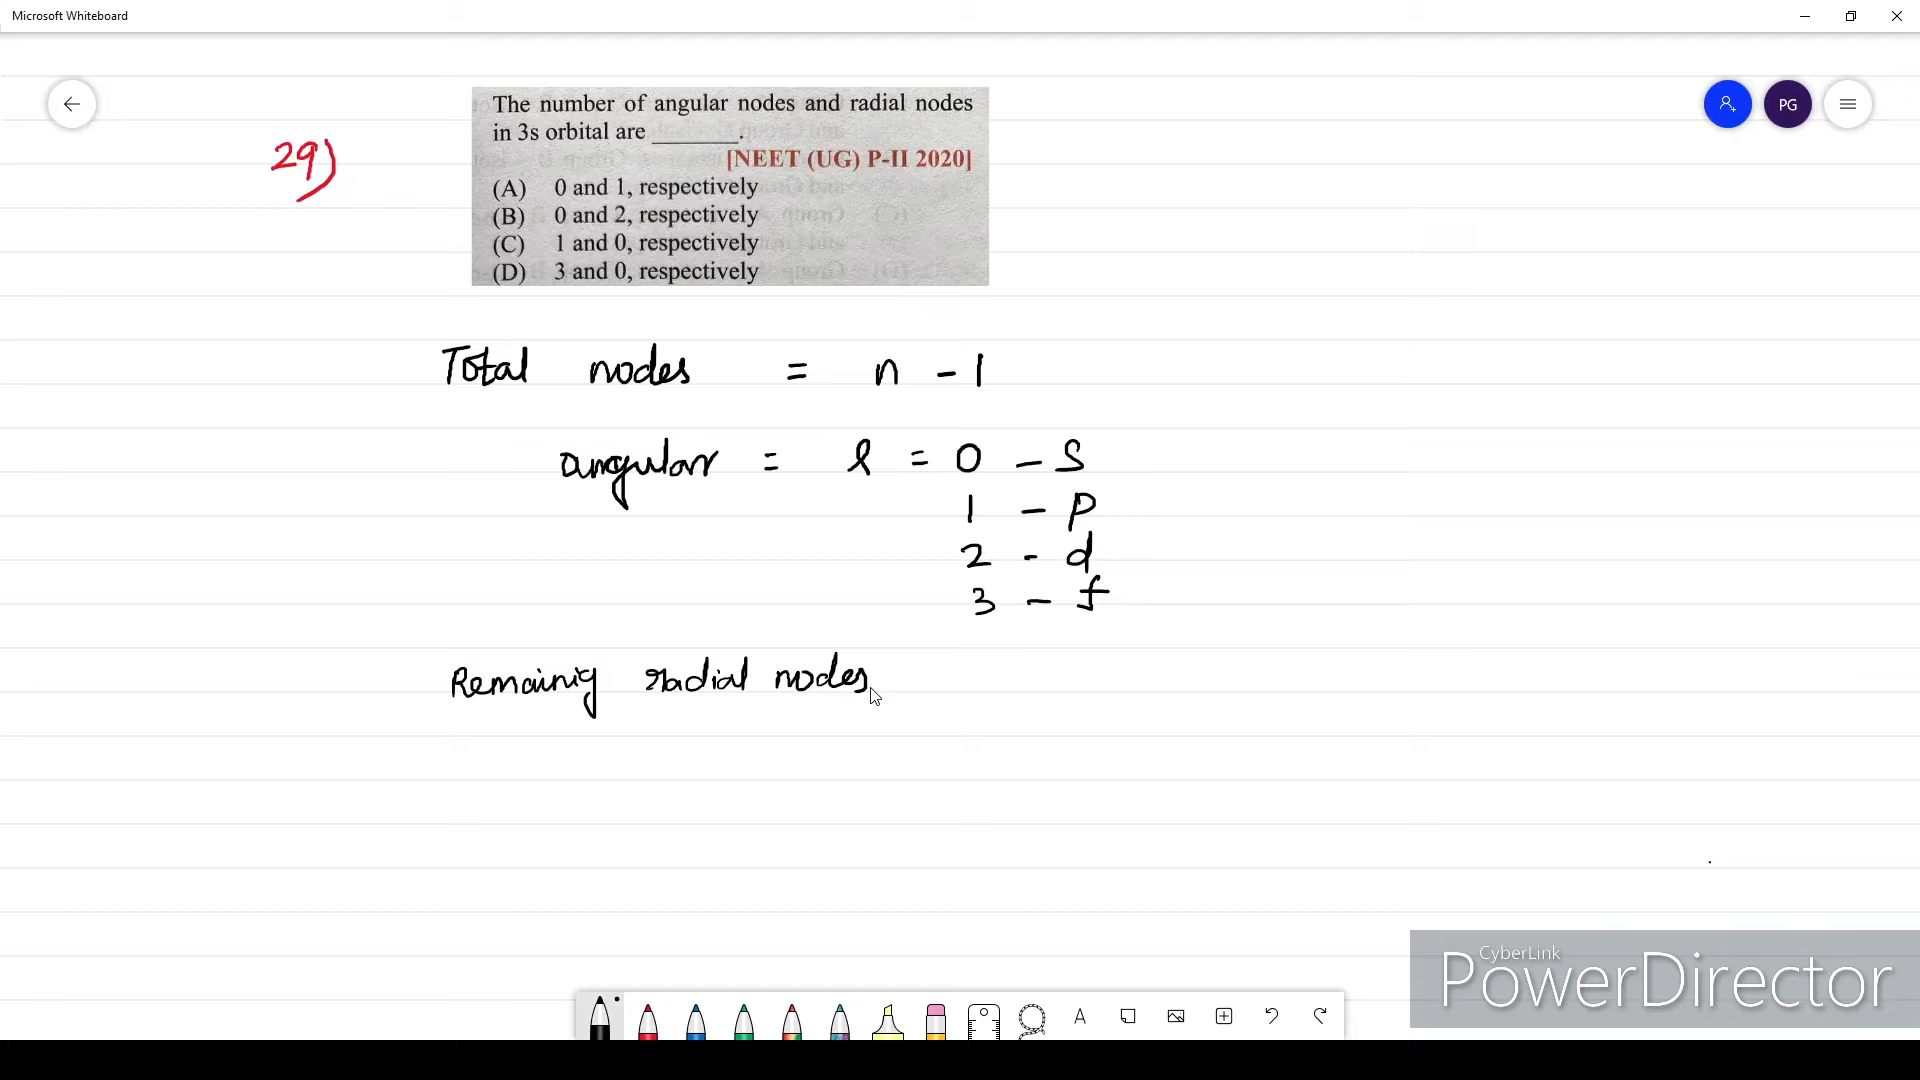 Microsoft Whiteboard
PG
29)
The number of angular nodes and radial nodes
in 3s orbital are _______.
[NEET (UG) P-II 2020]
(A) 0 and 1, respectively
(B) 0 and 2, respectively
(C) 1 and 0, respectively
(D) 3 and 0, respectively
Total nodes = n - 1
angular = l = 0 - s
1 - p
2 - d
3 - f
Remainig radial nodes
A
CyberLink
PowerDirector